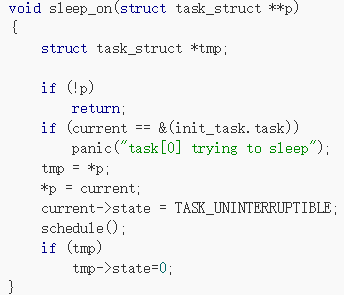 void sleep_on(struct task_struct **p)
{
    struct task_struct *tmp;

    if (!p)
        return;
    if (current == &(init_task.task))
        panic("task[0] trying to sleep");
    tmp = *p;
    *p = current;
    current->state = TASK_UNINTERRUPTIBLE;
    schedule();
    if (tmp)
        tmp->state=0;
}